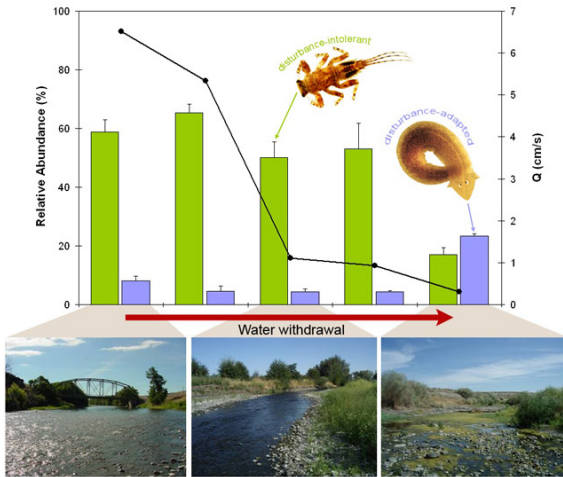 100
80
60
40
20
0
Relative Abundance (%)
disturbance-intolerant
disturbance-adapted
7
6
5
4
3
2
1
0
Q (cm/s)
Water withdrawal